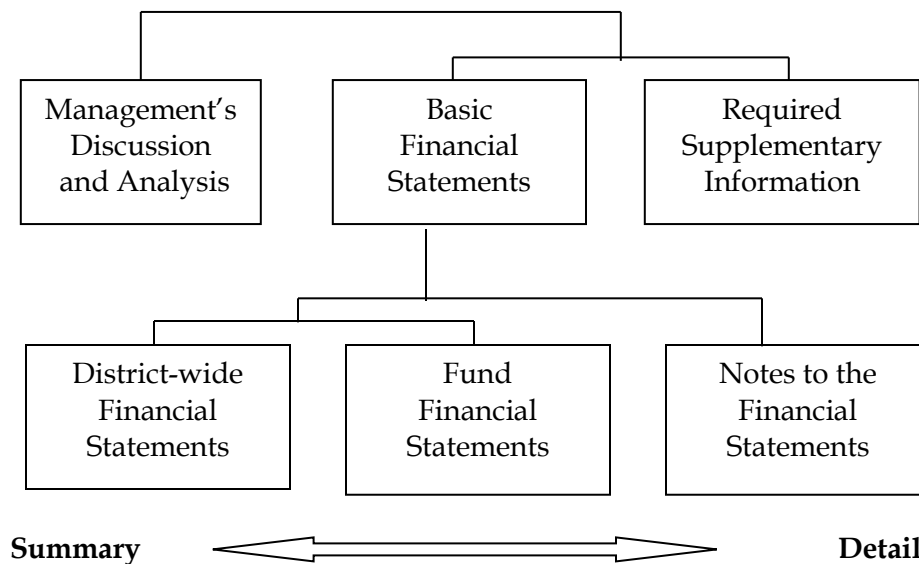 Management’s
Discussion
and Analysis
Basic
Financial
Statements
Required
Supplementary
Information
District-wide
Financial
Statements
Fund
Financial
Statements
Notes to the
Financial
Statements
Summary
Detail